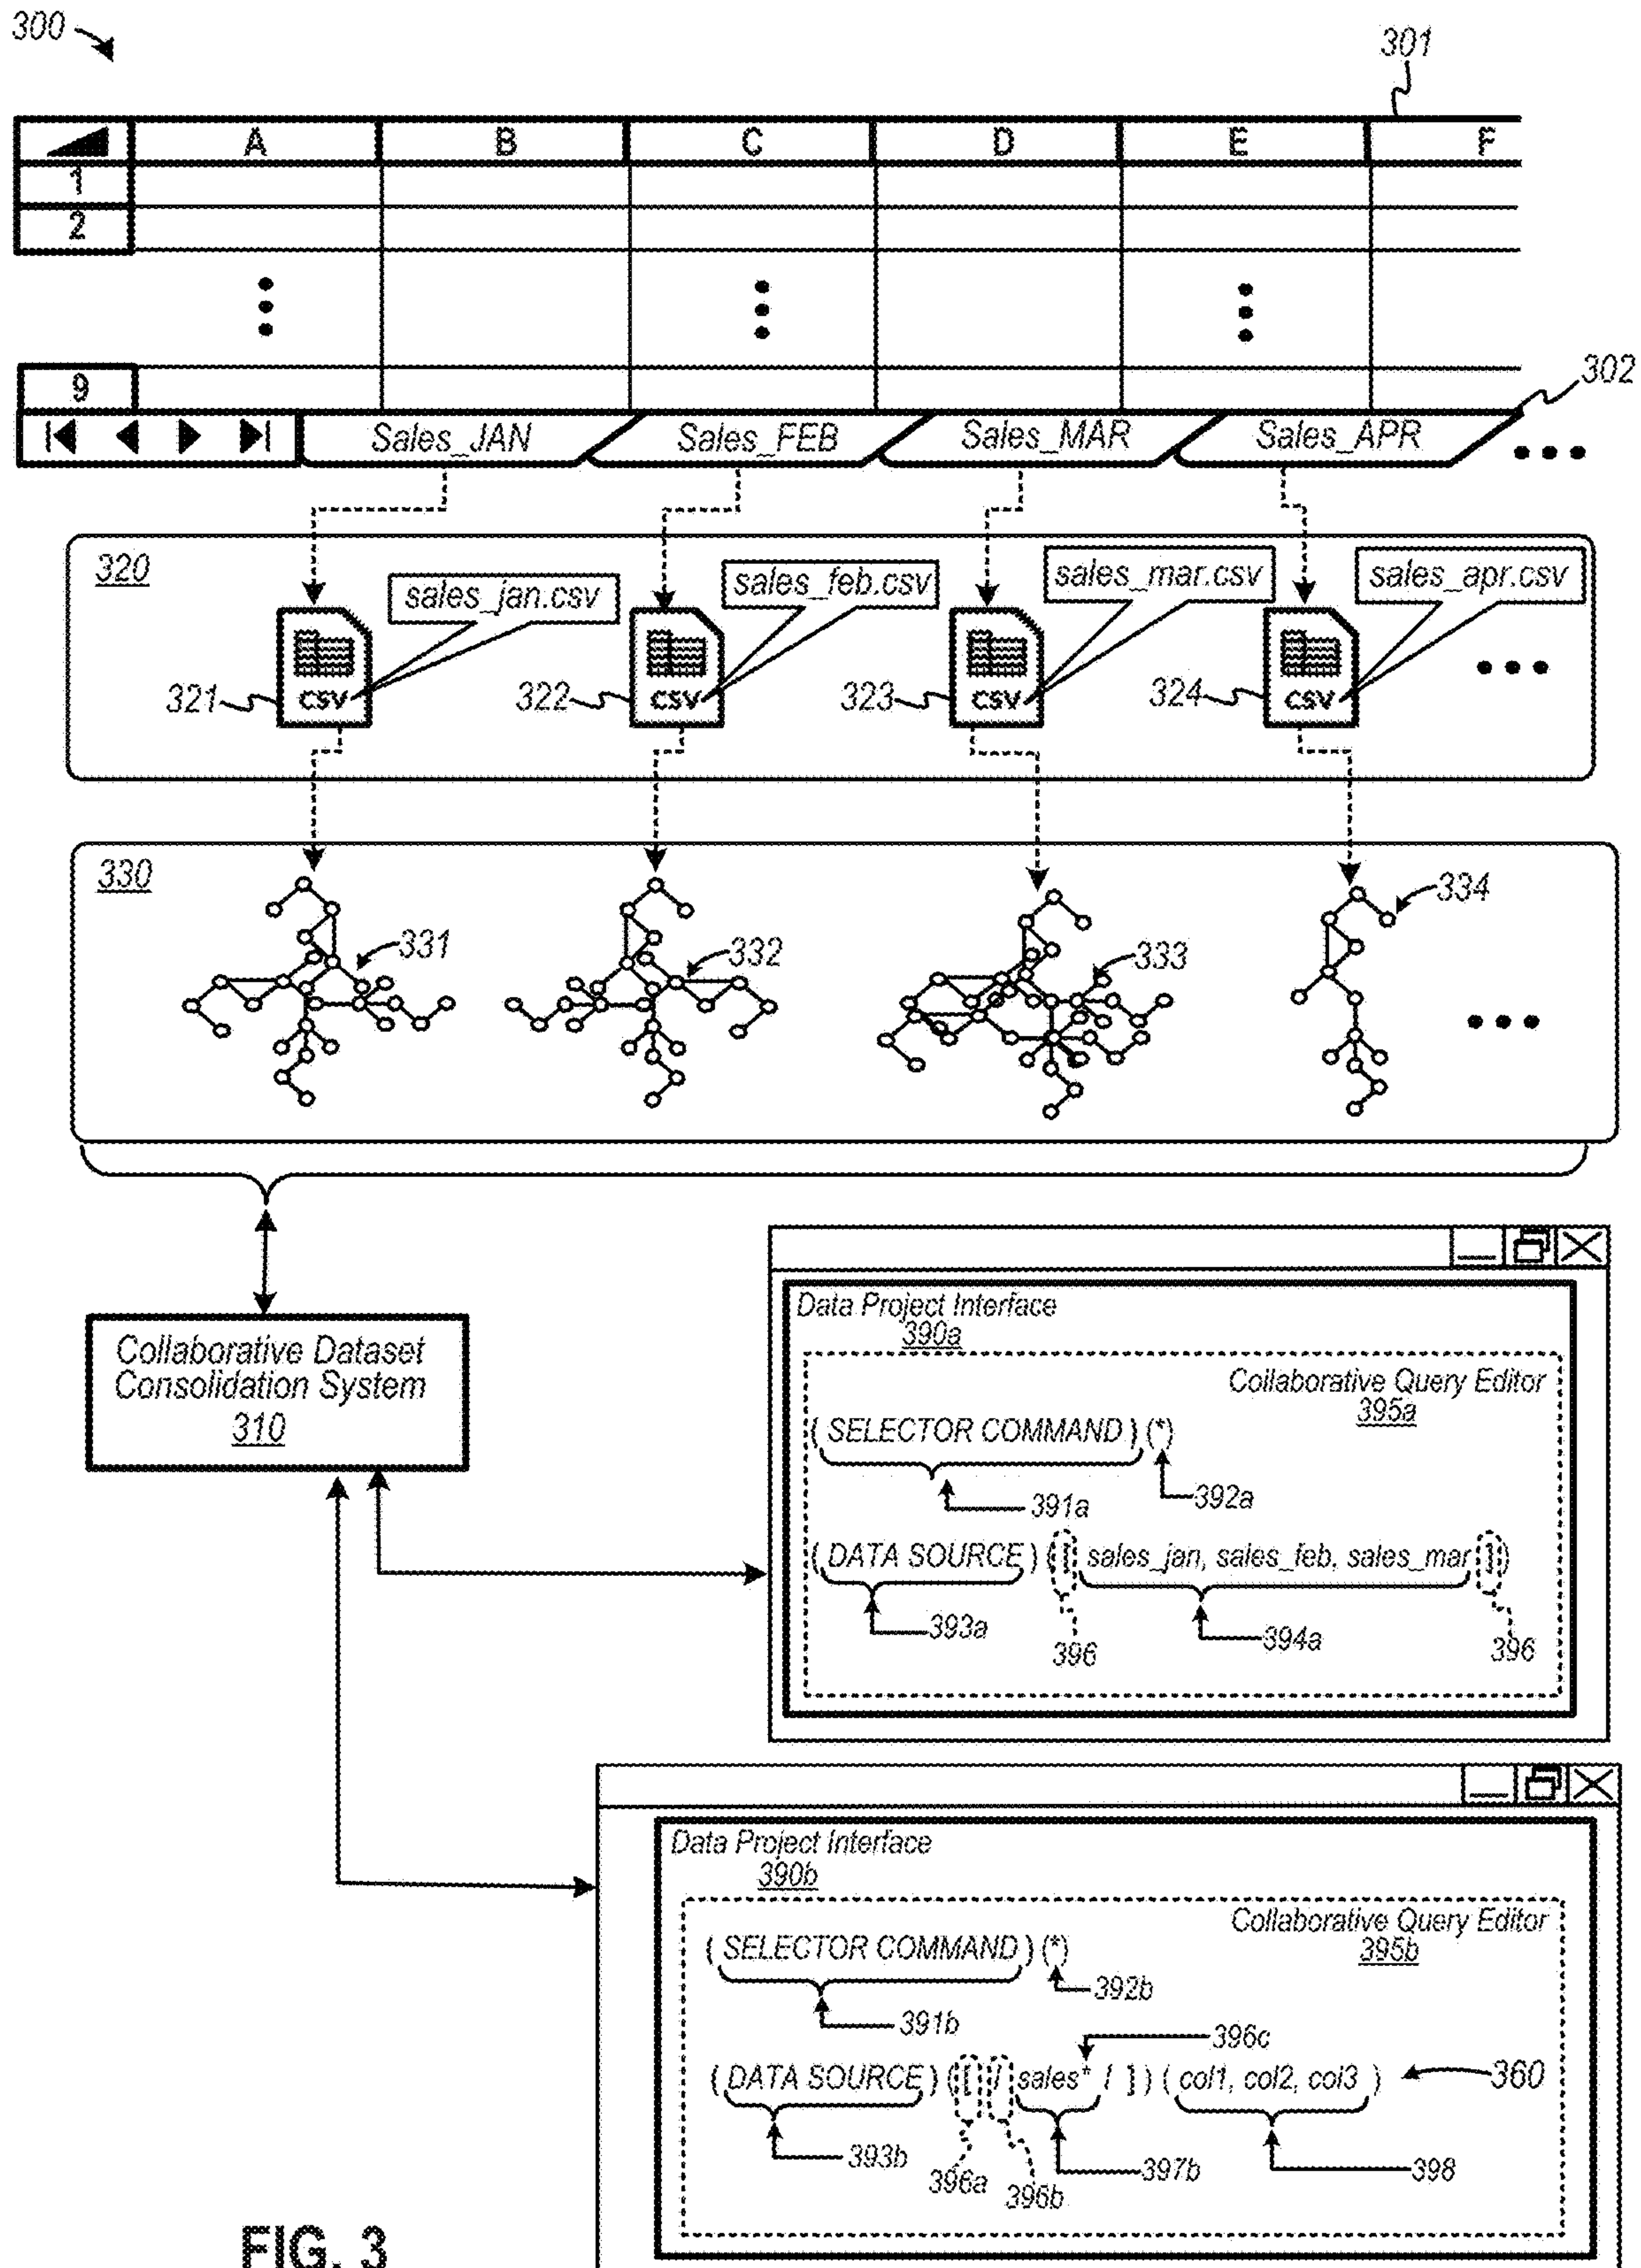 300
301
A B C D E F
1
2
9
302
Sales_JAN Sales_FEB Sales_MAR Sales_APR
320
sales_jan.csv sales_feb.csv sales_mar.csv sales_apr.csv
CSV CSV CSV CSV
321 322 323 324
330
331 332 333 334
Collaborative Dataset
Consolidation System
310
Data Project Interface
390a
Collaborative Query Editor
395a
( SELECTOR COMMAND ) (*)
391a 392a
( DATA SOURCE ) ( [ sales_jan, sales_feb, sales_mar ] )
393a 396 394a 396
Data Project Interface
390b
Collaborative Query Editor
395b
( SELECTOR COMMAND ) (*)
392b
391b
396c
( DATA SOURCE ) ( [ / sales* / ] ) ( col1, col2, col3 ) 360
393b 396a 396b 397b 398
FIG. 3